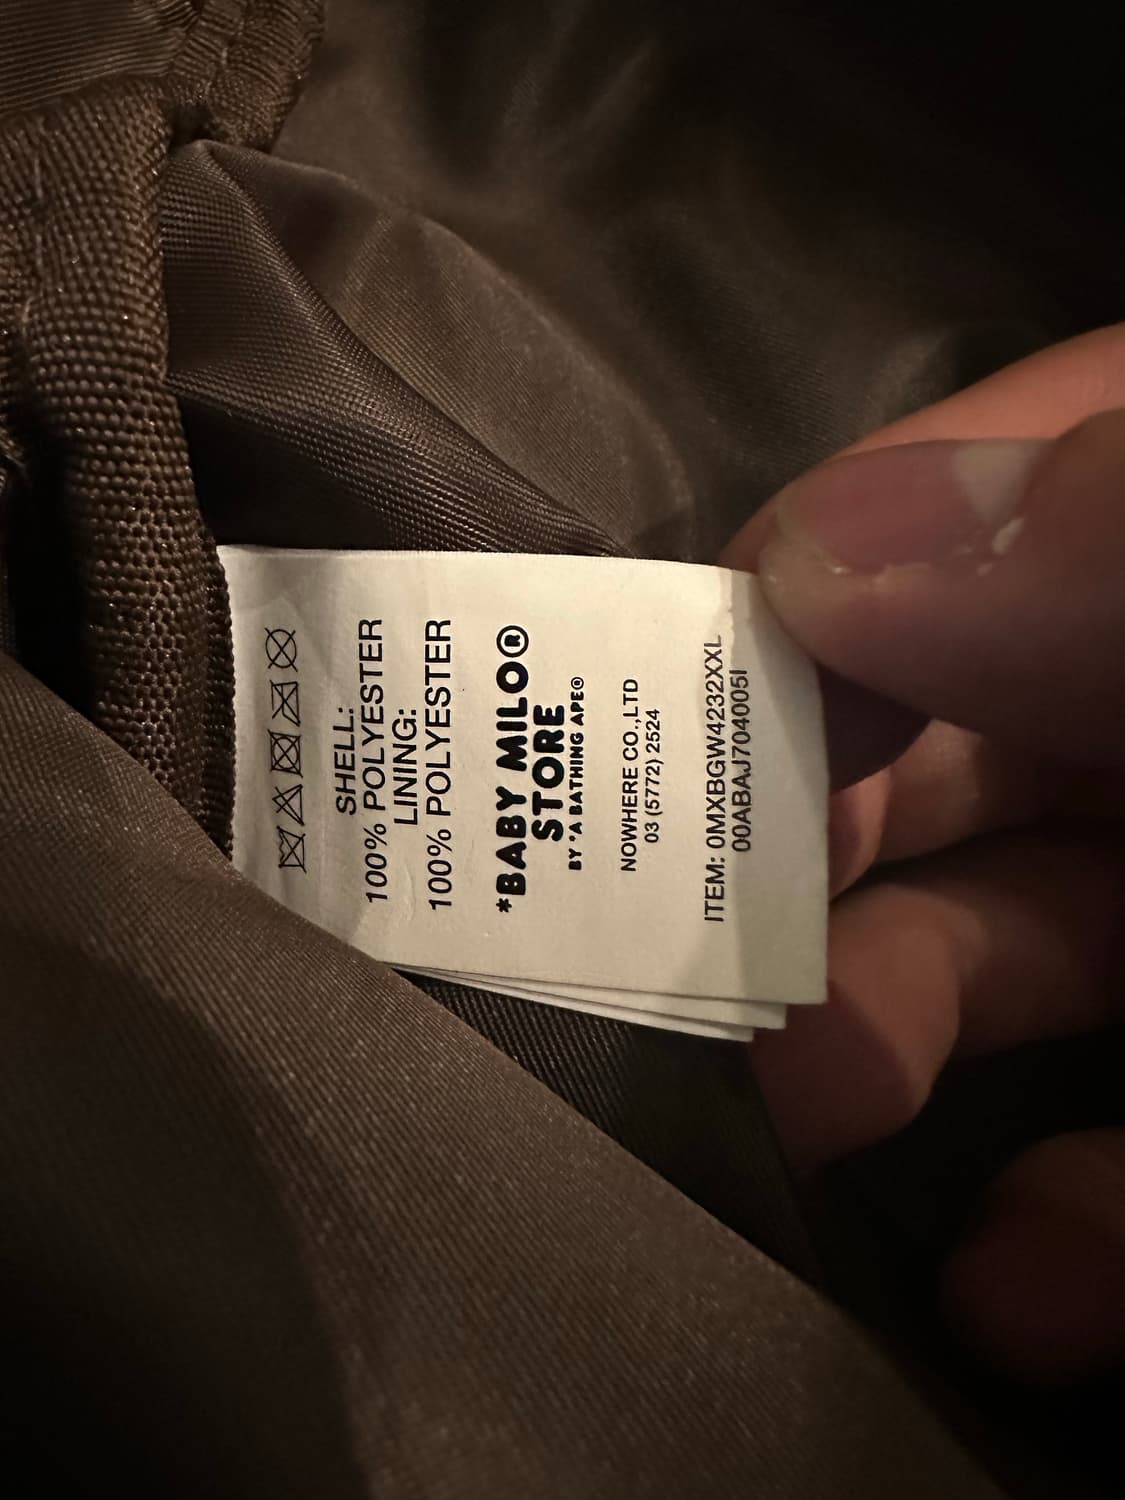 SHELL:
100% POLYESTER
LINING:
100% POLYESTER
*BABY MILO®
STORE
BY *A BATHING APE®
NOWHERE CO.,LTD
03 (5772) 2524
ITEM: 0MXBGW4232XXL
00ABAJ704005I